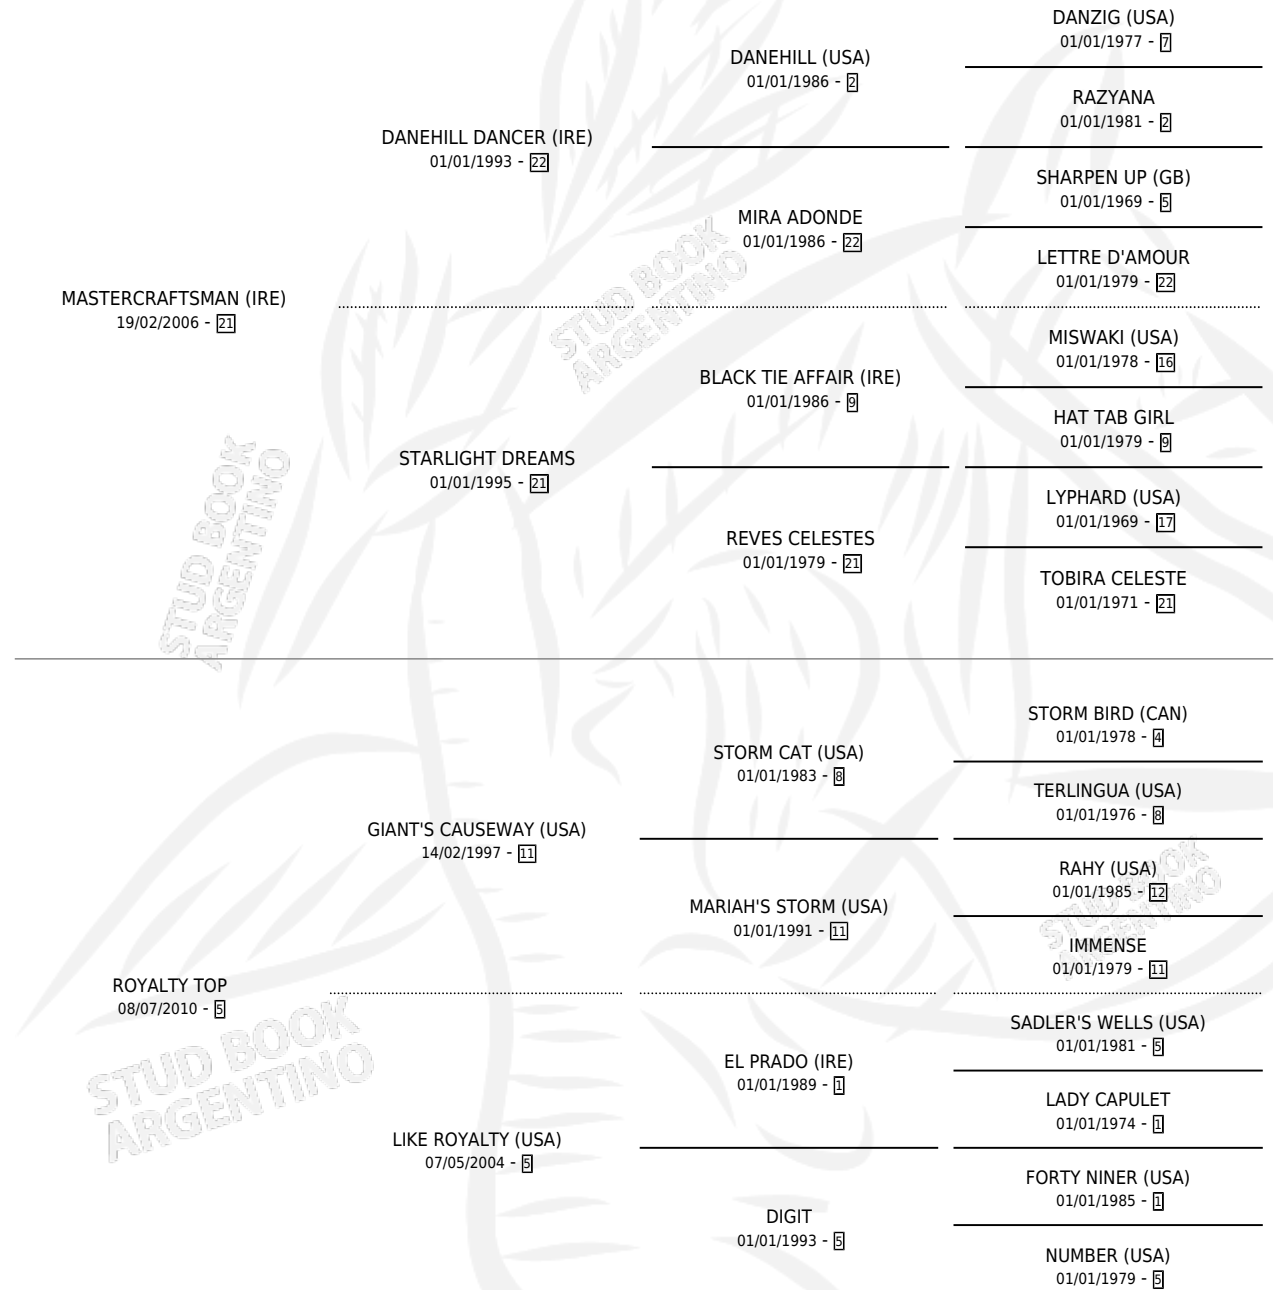 DANZIG (USA)
01/01/1977 - 7
DANEHILL (USA)
01/01/1986 - 2
RAZYANA
01/01/1981 - 2
DANEHILL DANCER (IRE)
01/01/1993 - 22
SHARPEN UP (GB)
01/01/1969 - 5
MIRA ADONDE
01/01/1986 - 22
LETTRE D'AMOUR
01/01/1979 - 22
MASTERCRAFTSMAN (IRE)
19/02/2006 - 21
MISWAKI (USA)
01/01/1978 - 16
BLACK TIE AFFAIR (IRE)
01/01/1986 - 9
HAT TAB GIRL
01/01/1979 - 9
STARLIGHT DREAMS
01/01/1995 - 21
LYPHARD (USA)
01/01/1969 - 17
REVES CELESTES
01/01/1979 - 21
TOBIRA CELESTE
01/01/1971 - 21
STUD BOOK
ARGENTINO
STUD BOOK
ARGENTINO
STORM BIRD (CAN)
01/01/1978 - 4
STORM CAT (USA)
01/01/1983 - 8
TERLINGUA (USA)
01/01/1976 - 8
GIANT'S CAUSEWAY (USA)
14/02/1997 - 11
RAHY (USA)
01/01/1985 - 12
MARIAH'S STORM (USA)
01/01/1991 - 11
IMMENSE
01/01/1979 - 11
ROYALTY TOP
08/07/2010 - 5
SADLER'S WELLS (USA)
01/01/1981 - 5
EL PRADO (IRE)
01/01/1989 - 1
LADY CAPULET
01/01/1974 - 1
LIKE ROYALTY (USA)
07/05/2004 - 5
FORTY NINER (USA)
01/01/1985 - 1
DIGIT
01/01/1993 - 5
NUMBER (USA)
01/01/1979 - 5
STUD BOOK
ARGENTINO
STUD BOOK
ARGENTINO